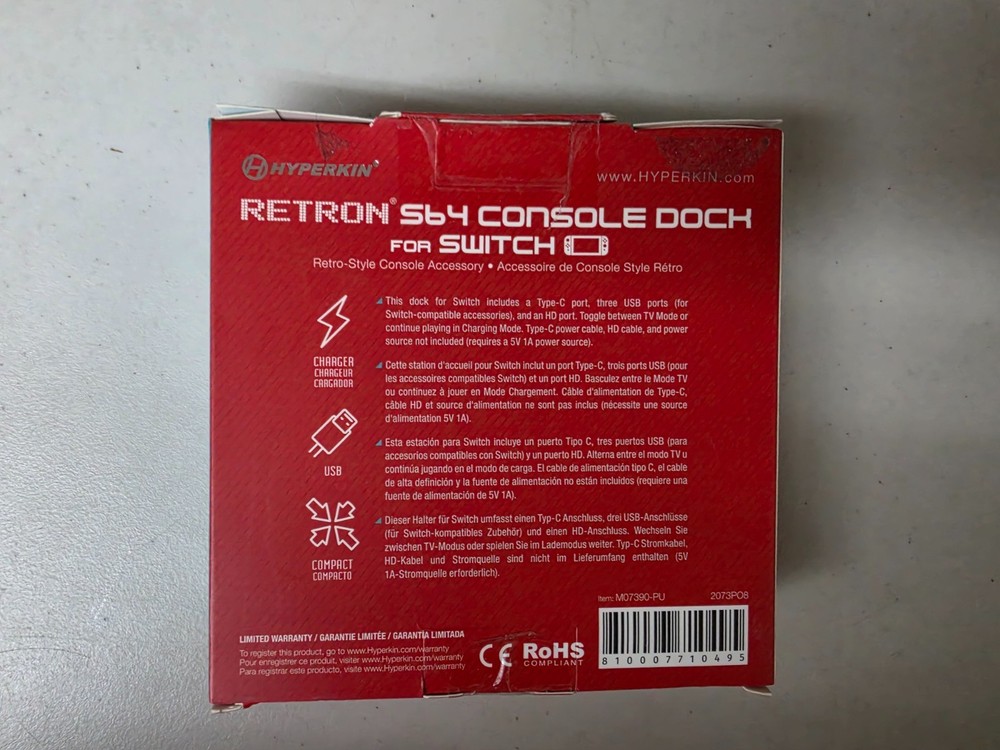 HYPERKIN®
www.HYPERKIN.com
RETRON® S64 CONSOLE DOCK
FOR SWITCH
Retro-Style Console Accessory • Accessoire de Console Style Rétro
CHARGER
CHARGEUR
CARGADOR
This dock for Switch includes a Type-C port, three USB ports (for
Switch-compatible accessories), and an HD port. Toggle between TV Mode or
continue playing in Charging Mode. Type-C power cable, HD cable, and power
source not included (requires a 5V 1A power source).
Cette station d'accueil pour Switch inclut un port Type-C, trois ports USB (pour
les accessoires compatibles Switch) et un port HD. Basculez entre le Mode TV
ou continuez à jouer en Mode Chargement. Câble d'alimentation de Type-C,
câble HD et source d'alimentation ne sont pas inclus (nécessite une source
d'alimentation 5V 1A).
USB
Esta estación para Switch incluye un puerto Tipo C, tres puertos USB (para
accesorios compatibles con Switch) y un puerto HD. Alterna entre el modo TV u
continúa jugando en el modo de carga. El cable de alimentación tipo C, el cable
de alta definición y la fuente de alimentación no están incluidos (requiere una
fuente de alimentación de 5V 1A).
COMPACT
COMPACTO
Dieser Halter für Switch umfasst einen Typ-C Anschluss, drei USB-Anschlüsse
(für Switch-kompatibles Zubehör) und einen HD-Anschluss. Wechseln Sie
zwischen TV-Modus oder spielen Sie im Lademodus weiter. Typ-C Stromkabel,
HD-Kabel und Stromquelle sind nicht im Lieferumfang enthalten (5V
1A-Stromquelle erforderlich).
Item: M07390-PU
2073PO8
LIMITED WARRANTY / GARANTIE LIMITÉE / GARANTÍA LIMITADA
To register this product, go to www.Hyperkin.com/warranty
Pour enregistrer ce produit, visiter www.Hyperkin.com/warranty
Para registrar este producto, visite www.Hyperkin.com/warranty
CE
RoHS
COMPLIANT
810007710495